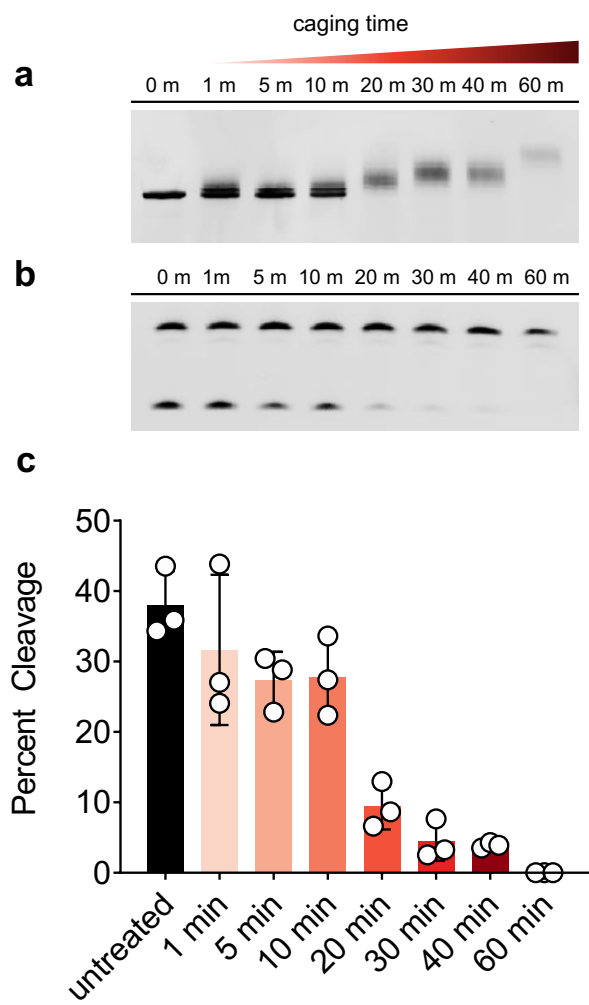 caging time
a
0 m 1 m 5 m 10 m 20 m 30 m 40 m 60 m
b
0 m 1m 5 m 10 m 20 m 30 m 40 m 60 m
c
50
40
30
20
10
0
Percent Cleavage
untreated
1 min
5 min
10 min
20 min
30 min
40 min
60 min